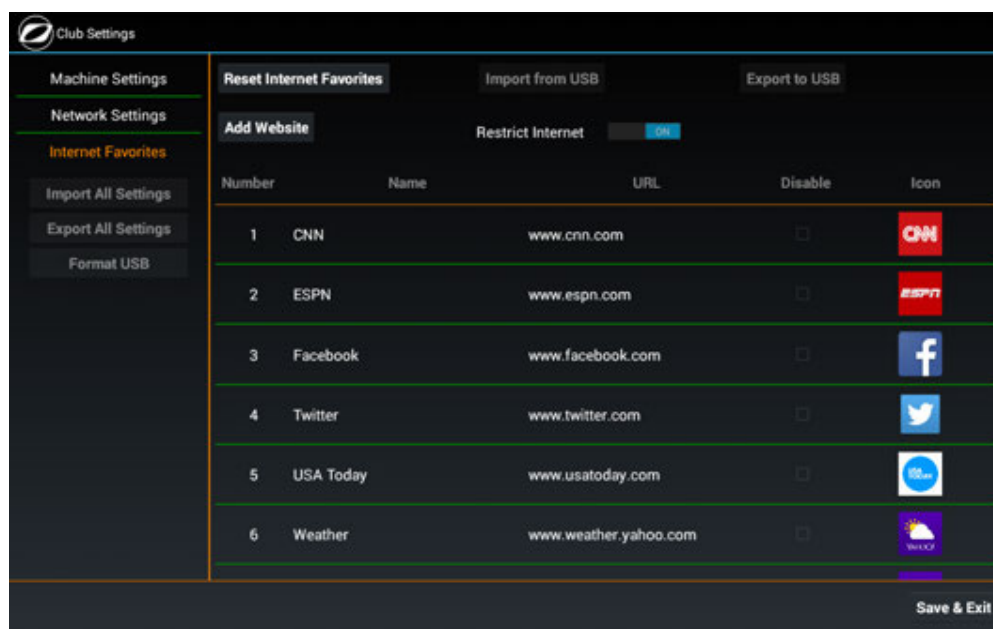 Club Settings
Machine Settings
Network Settings
Internet Favorites
Import All Settings
Export All Settings
Format USB
Reset Internet Favorites Import from USB Export to USB
Add Website Restrict Internet ON
Number Name URL Disable Icon
1 CNN www.cnn.com CNN
2 ESPN www.espn.com ESPN
3 Facebook www.facebook.com f
4 Twitter www.twitter.com
5 USA Today www.usatoday.com USA TODAY
6 Weather www.weather.yahoo.com YAHOO!
Save & Exit